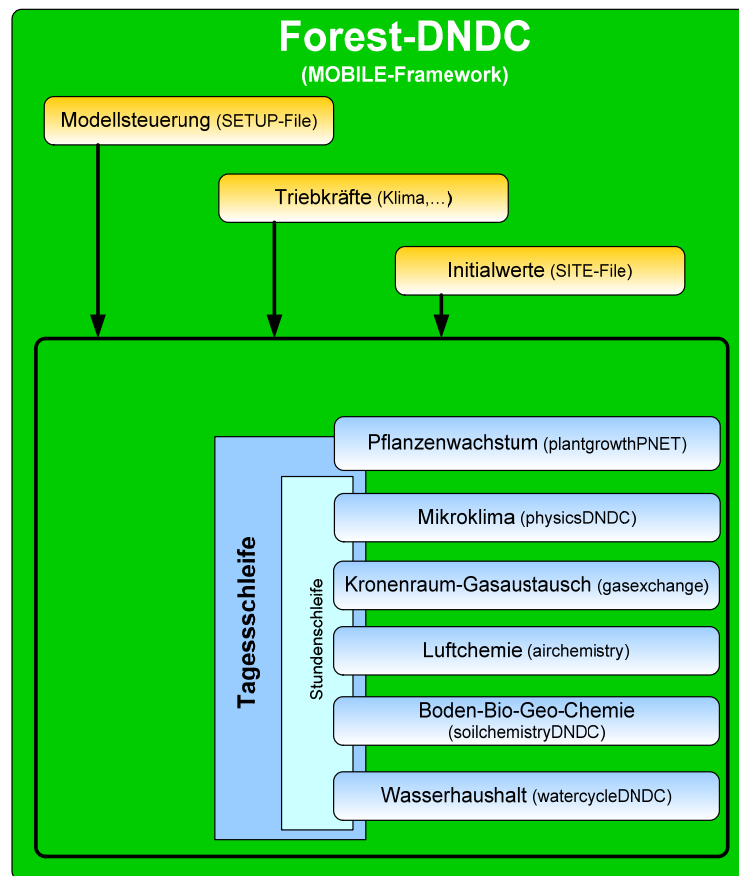 Forest-DNDC
(MOBILE-Framework)
Modellsteuerung (SETUP-File)
Triebkräfte (Klima,...)
Initialwerte (SITE-File)
Pflanzenwachstum (plantgrowthPNET)
Mikroklima (physicsDNDC)
Kronenraum-Gasaustausch (gasexchange)
Luftchemie (airchemistry)
Boden-Bio-Geo-Chemie
(soilchemistryDNDC)
Wasserhaushalt (watercycleDNDC)
Tagessschleife
Stundenschleife